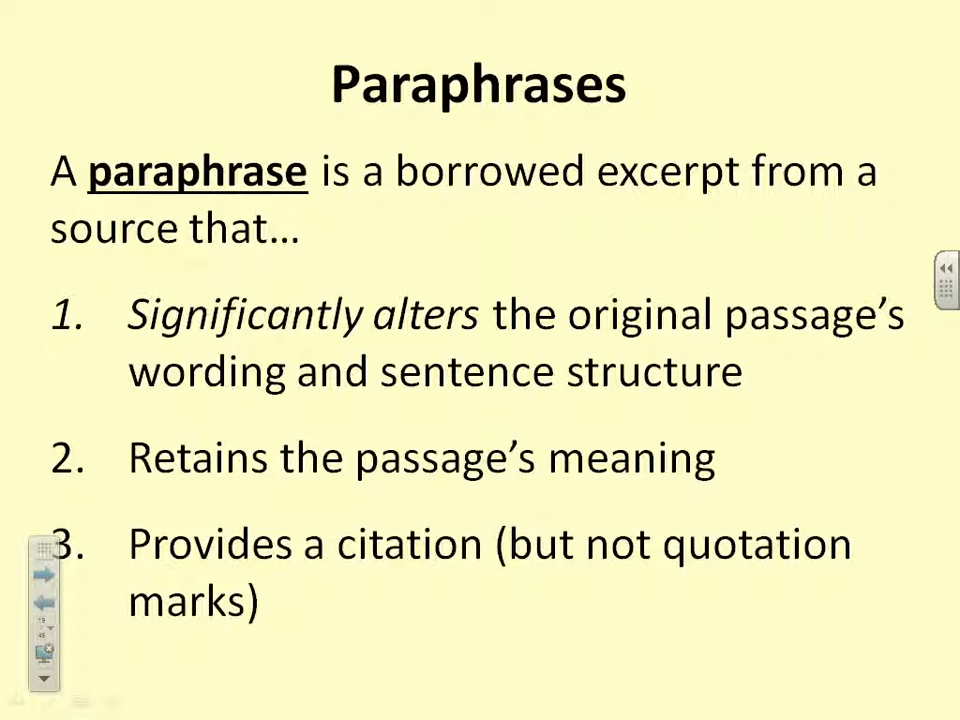 Paraphrases
A paraphrase is a borrowed excerpt from a
source that…
1. Significantly alters the original passage’s
wording and sentence structure
2. Retains the passage’s meaning
3. Provides a citation (but not quotation
marks)
19